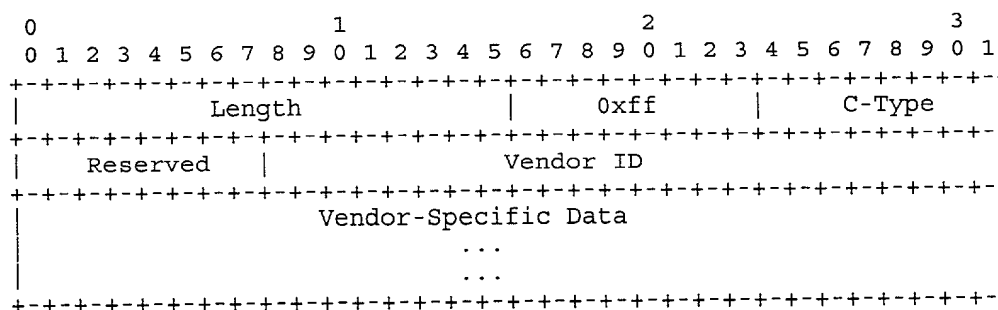 0                   1                   2                   3
0 1 2 3 4 5 6 7 8 9 0 1 2 3 4 5 6 7 8 9 0 1 2 3 4 5 6 7 8 9 0 1
+-+-+-+-+-+-+-+-+-+-+-+-+-+-+-+-+-+-+-+-+-+-+-+-+-+-+-+-+-+-+-+-
|            Length             |     0xff      |    C-Type
+-+-+-+-+-+-+-+-+-+-+-+-+-+-+-+-+-+-+-+-+-+-+-+-+-+-+-+-+-+-+-+-
|    Reserved   |               Vendor ID
+-+-+-+-+-+-+-+-+-+-+-+-+-+-+-+-+-+-+-+-+-+-+-+-+-+-+-+-+-+-+-+-
|                   Vendor-Specific Data
|                            ...
|                            ...
+-+-+-+-+-+-+-+-+-+-+-+-+-+-+-+-+-+-+-+-+-+-+-+-+-+-+-+-+-+-+-+-